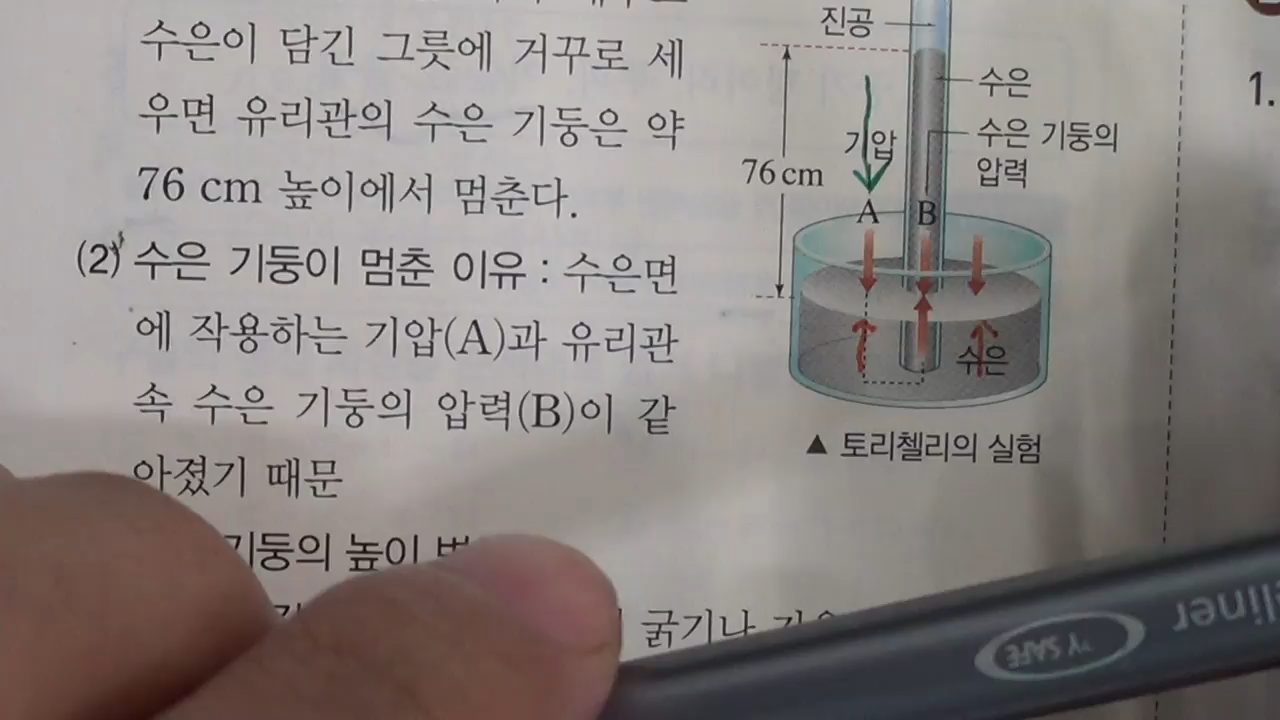 수은이 담긴 그릇에 거꾸로 세
우면 유리관의 수은 기둥은 약
76 cm 높이에서 멈춘다.
(2) 수은 기둥이 멈춘 이유 : 수은면
에 작용하는 기압(A)과 유리관
속 수은 기둥의 압력(B)이 같
아졌기 때문
기둥의 높이
굵기나
진공
수은
수은 기둥의
압력
기압
76 cm
A
B
수은
▲ 토리첼리의 실험
1.
liner
SAFE